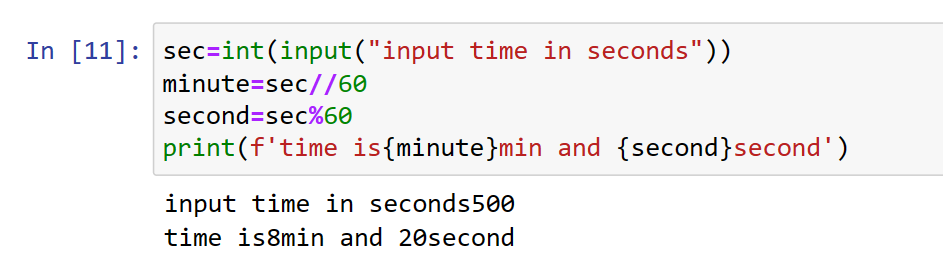 In [11]: sec=int(input("input time in seconds"))
minute=sec//60
second=sec%60
print(f'time is{minute}min and {second}second')
input time in seconds500
time is8min and 20second